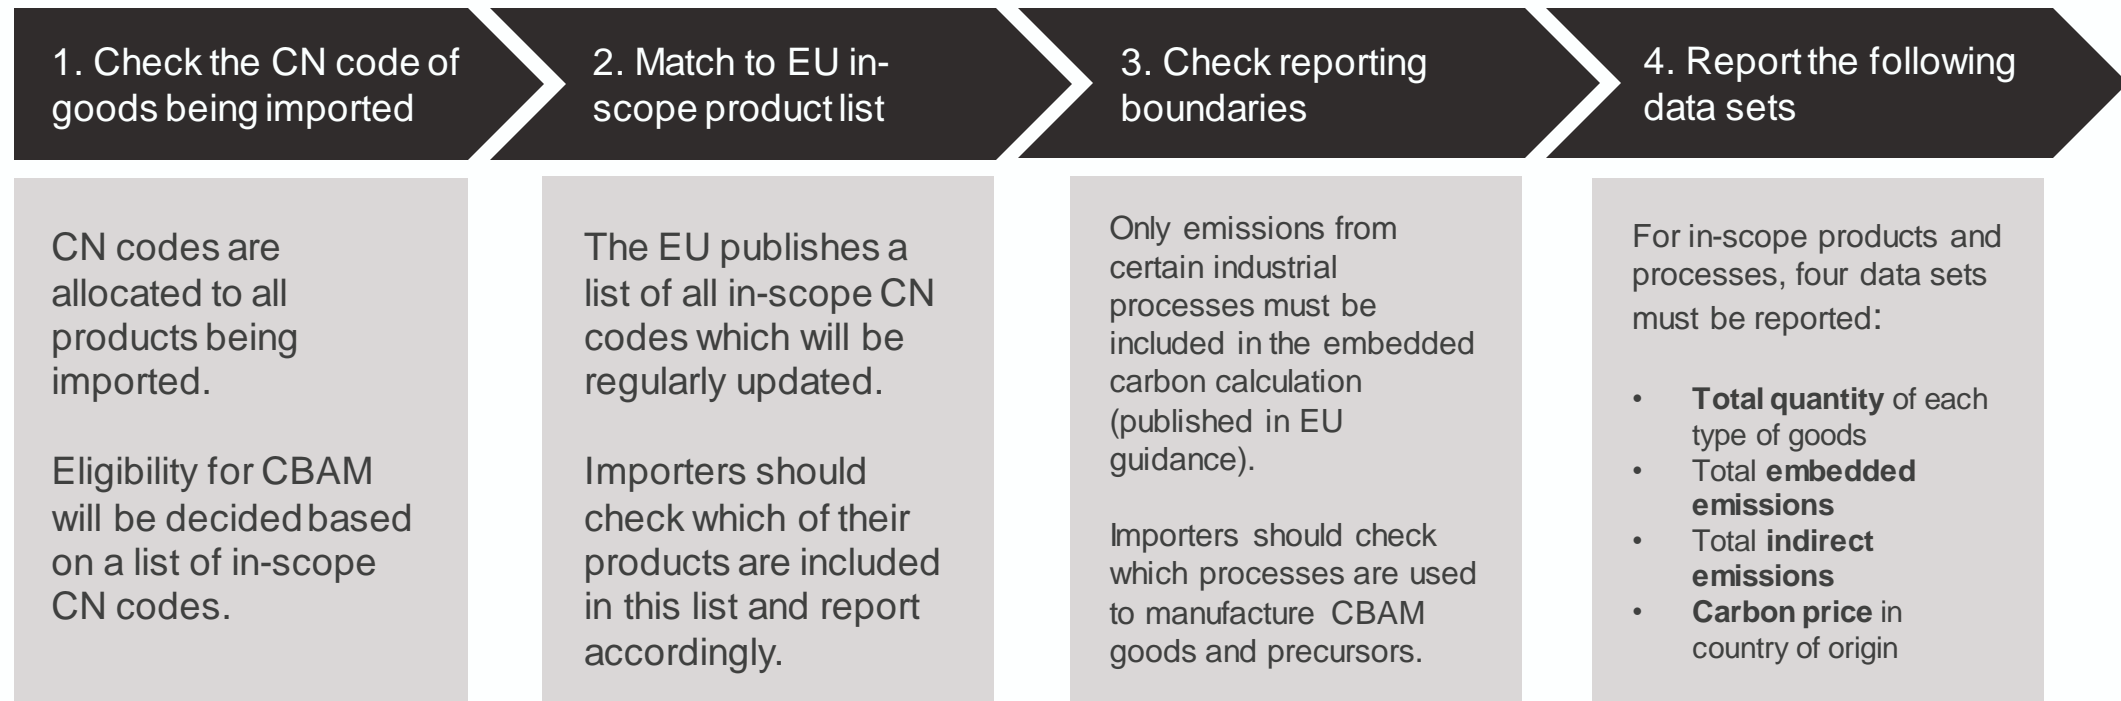 1. Check the CN code of
goods being imported
2. Match to EU in-
scope product list
3. Check reporting
boundaries
4. Report the following
data sets
CN codes are
allocated to all
products being
imported.
Eligibility for CBAM
will be decided based
on a list of in-scope
CN codes.
The EU publishes a
list of all in-scope CN
codes which will be
regularly updated.
Importers should
check which of their
products are included
in this list and report
accordingly.
Only emissions from
certain industrial
processes must be
included in the embedded
carbon calculation
(published in EU
guidance).
Importers should check
which processes are used
to manufacture CBAM
goods and precursors.
For in-scope products and
processes, four data sets
must be reported:
• Total quantity of each
type of goods
• Total embedded
emissions
• Total indirect
emissions
• Carbon price in
country of origin